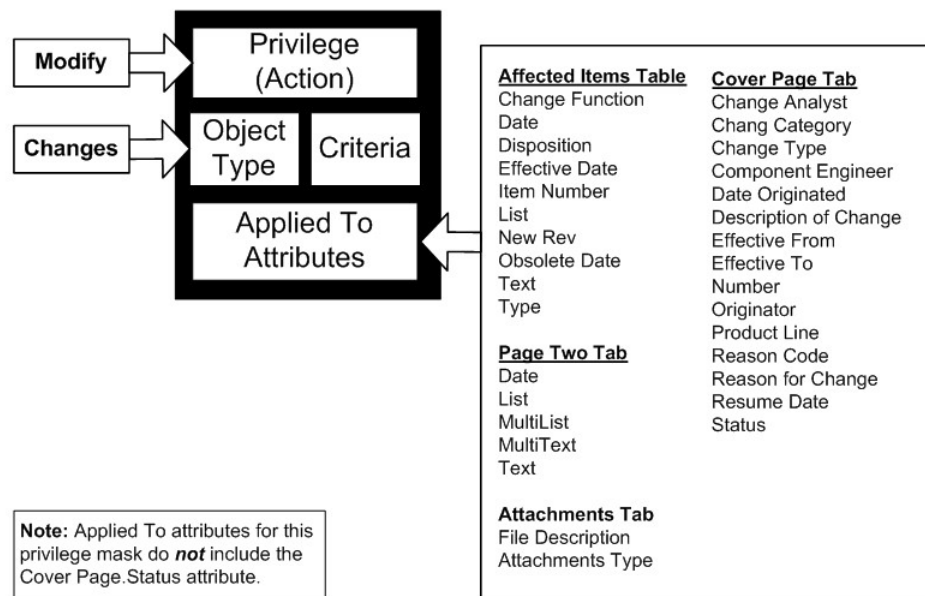 Modify
Privilege
(Action)
Changes
Object
Type
Criteria
Applied To
Attributes
Affected Items Table
Change Function
Date
Disposition
Effective Date
Item Number
List
New Rev
Obsolete Date
Text
Type
Page Two Tab
Date
List
MultiList
MultiText
Text
Attachments Tab
File Description
Attachments Type
Cover Page Tab
Change Analyst
Chang Category
Change Type
Component Engineer
Date Originated
Description of Change
Effective From
Effective To
Number
Originator
Product Line
Reason Code
Reason for Change
Resume Date
Status
Note: Applied To attributes for this
privilege mask do not include the
Cover Page.Status attribute.